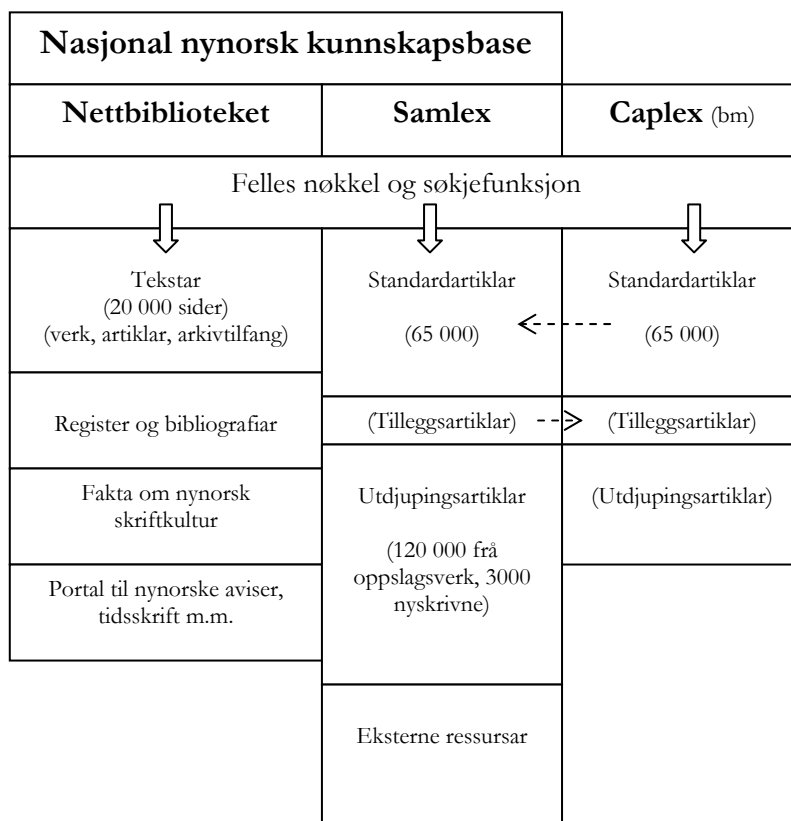 Nasjonal nynorsk kunnskapsbase
Nettbiblioteket
Samlex
Caplex (bm)
Felles nøkkel og søkjefunksjon
Tekstar
(20 000 sider)
(verk, artiklar, arkivtilfang)
Standardartiklar
(65 000)
Standardartiklar
(65 000)
Register og bibliografiar
(Tilleggsartiklar)
(Tilleggsartiklar)
Fakta om nynorsk
skriftkultur
Utdjupingsartiklar
(120 000 frå
oppslagsverk, 3000
nyskrivne)
(Utdjupingsartiklar)
Portal til nynorske aviser,
tidsskrift m.m.
Eksterne ressursar